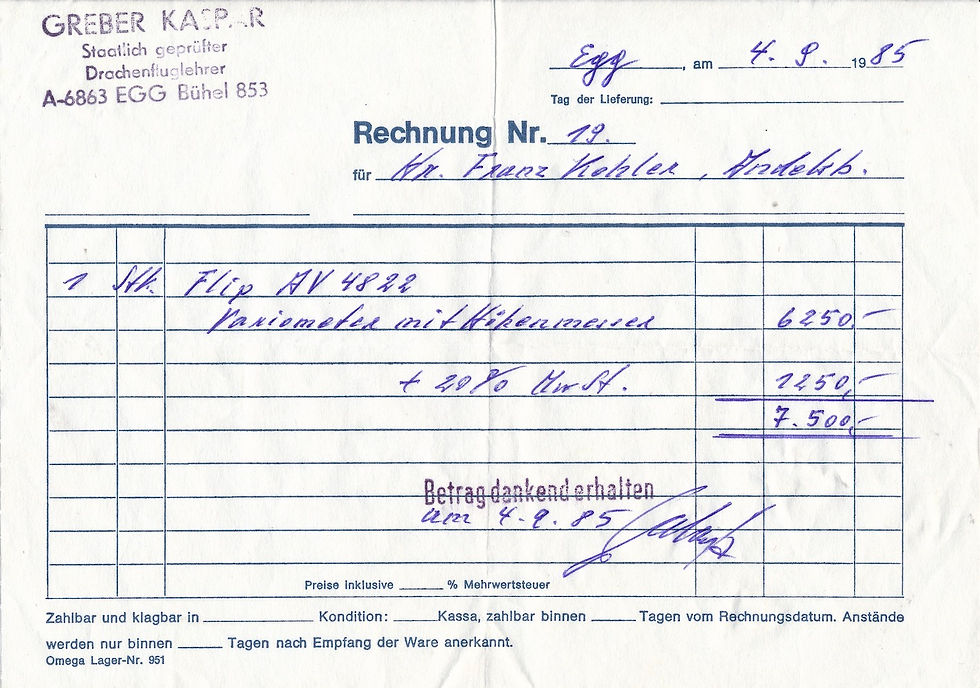 GREBER KASPAR
Staatlich geprüfter
Drachenfluglehrer
A-6863 EGG Bühel 853
Egg, am 4. 9. 1985
Tag der Lieferung:
Rechnung Nr. 19.
für Hr. Franz Kohler, Andelsb.
1 Stk. Flip AV 4822
Variometer mit Höhenmesser 6250,-
+ 20% MwSt. 1250,-
7.500,-
Betrag dankend erhalten
am 4-9.85
Preise inklusive % Mehrwertsteuer
Zahlbar und klagbar in Kondition: Kassa, zahlbar binnen Tagen vom Rechnungsdatum. Anstände
werden nur binnen Tagen nach Empfang der Ware anerkannt.
Omega Lager-Nr. 951